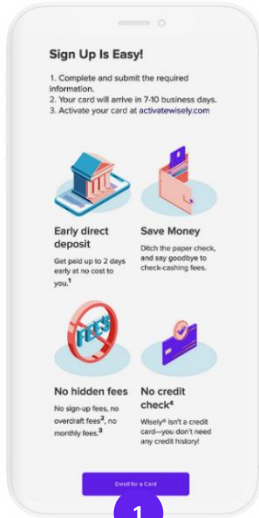 Sign Up Is Easy!
1. Complete and submit the required
information.
2. Your card will arrive in 7-10 business days.
3. Activate your card at activatewisely.com
FEES
Early direct
deposit
Get paid up to 2 days
early at no cost to
you.¹
Save Money
Ditch the paper check,
and say goodbye to
check-cashing fees.
No hidden fees
No sign-up fees, no
overdraft fees², no
monthly fees.³
No credit
check⁴
Wisely® isn't a credit
card—you don't need
any credit history!
Enroll for a Card
1